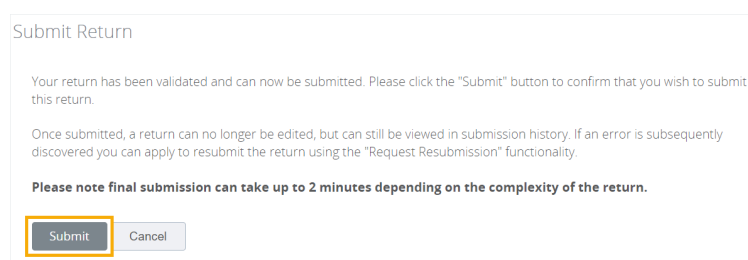 Submit Return
Your return has been validated and can now be submitted. Please click the "Submit" button to confirm that you wish to submit
this return.
Once submitted, a return can no longer be edited, but can still be viewed in submission history. If an error is subsequently
discovered you can apply to resubmit the return using the "Request Resubmission" functionality.
Please note final submission can take up to 2 minutes depending on the complexity of the return.
Submit Cancel